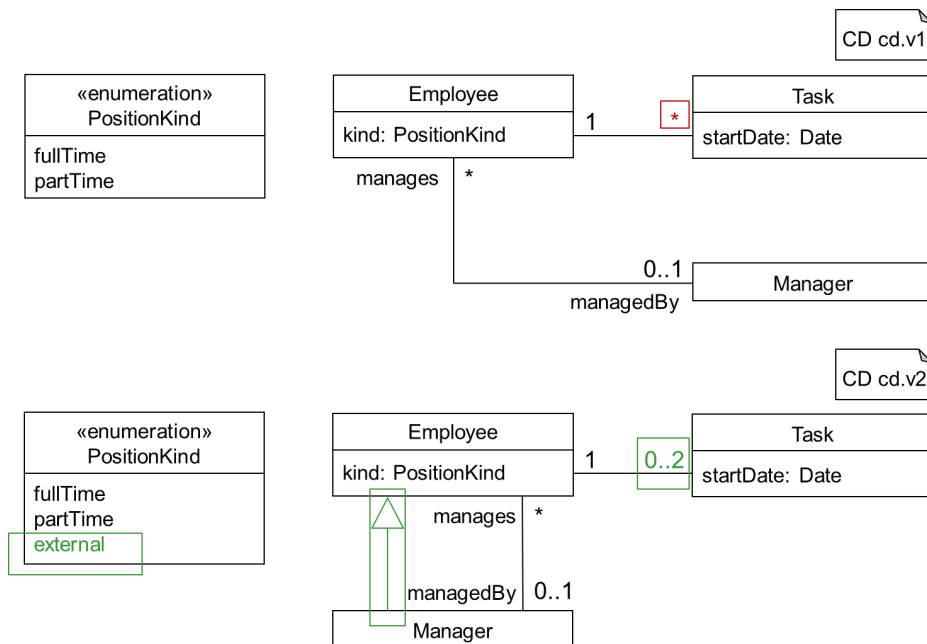 CD cd.v1
«enumeration»
PositionKind
fullTime
partTime
Employee
kind: PositionKind
1
*
Task
startDate: Date
manages
*
0..1
managedBy
Manager
CD cd.v2
«enumeration»
PositionKind
fullTime
partTime
external
Employee
kind: PositionKind
1
0..2
Task
startDate: Date
manages
*
managedBy
0..1
Manager